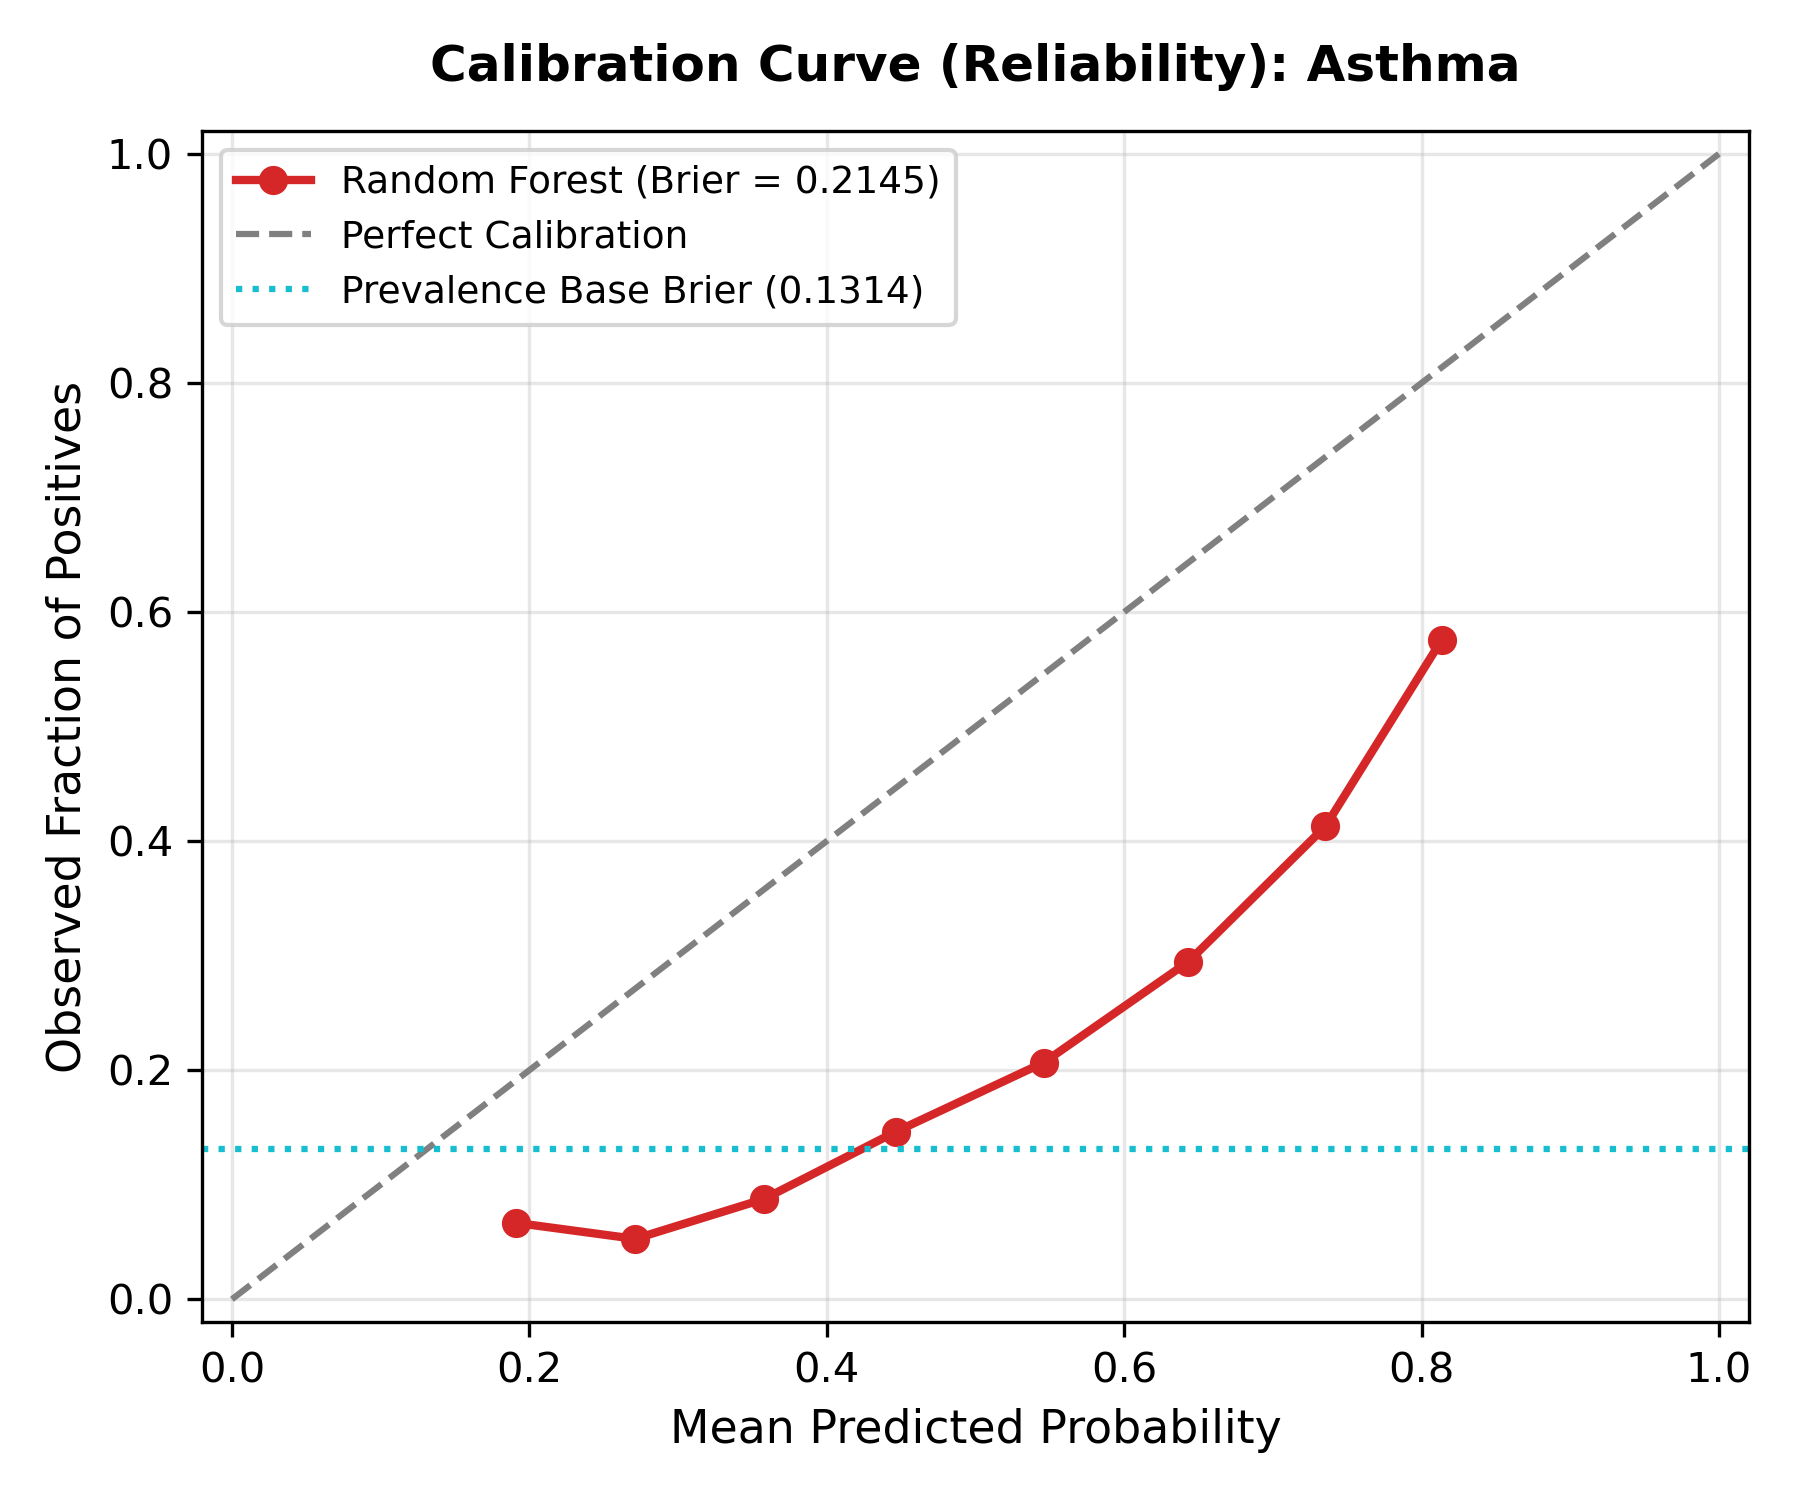 Calibration Curve (Reliability): Asthma
Random Forest (Brier = 0.2145)
Perfect Calibration
Prevalence Base Brier (0.1314)
Observed Fraction of Positives
1.0
0.8
0.6
0.4
0.2
0.0
0.0 0.2 0.4 0.6 0.8 1.0
Mean Predicted Probability